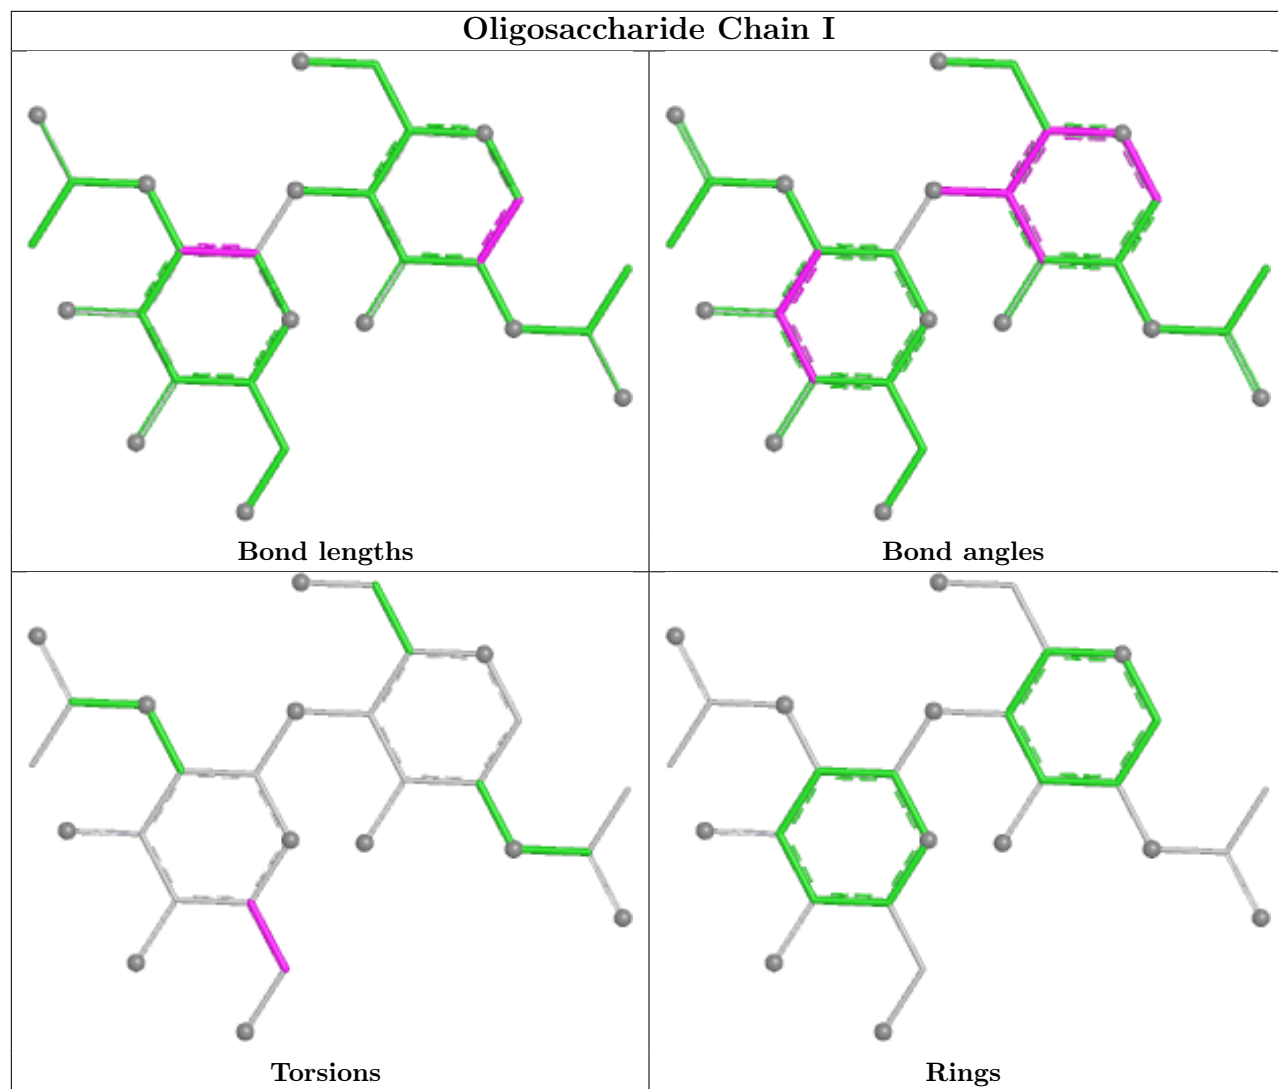 Oligosaccharide Chain I
Bond lengths
Bond angles
Torsions
Rings